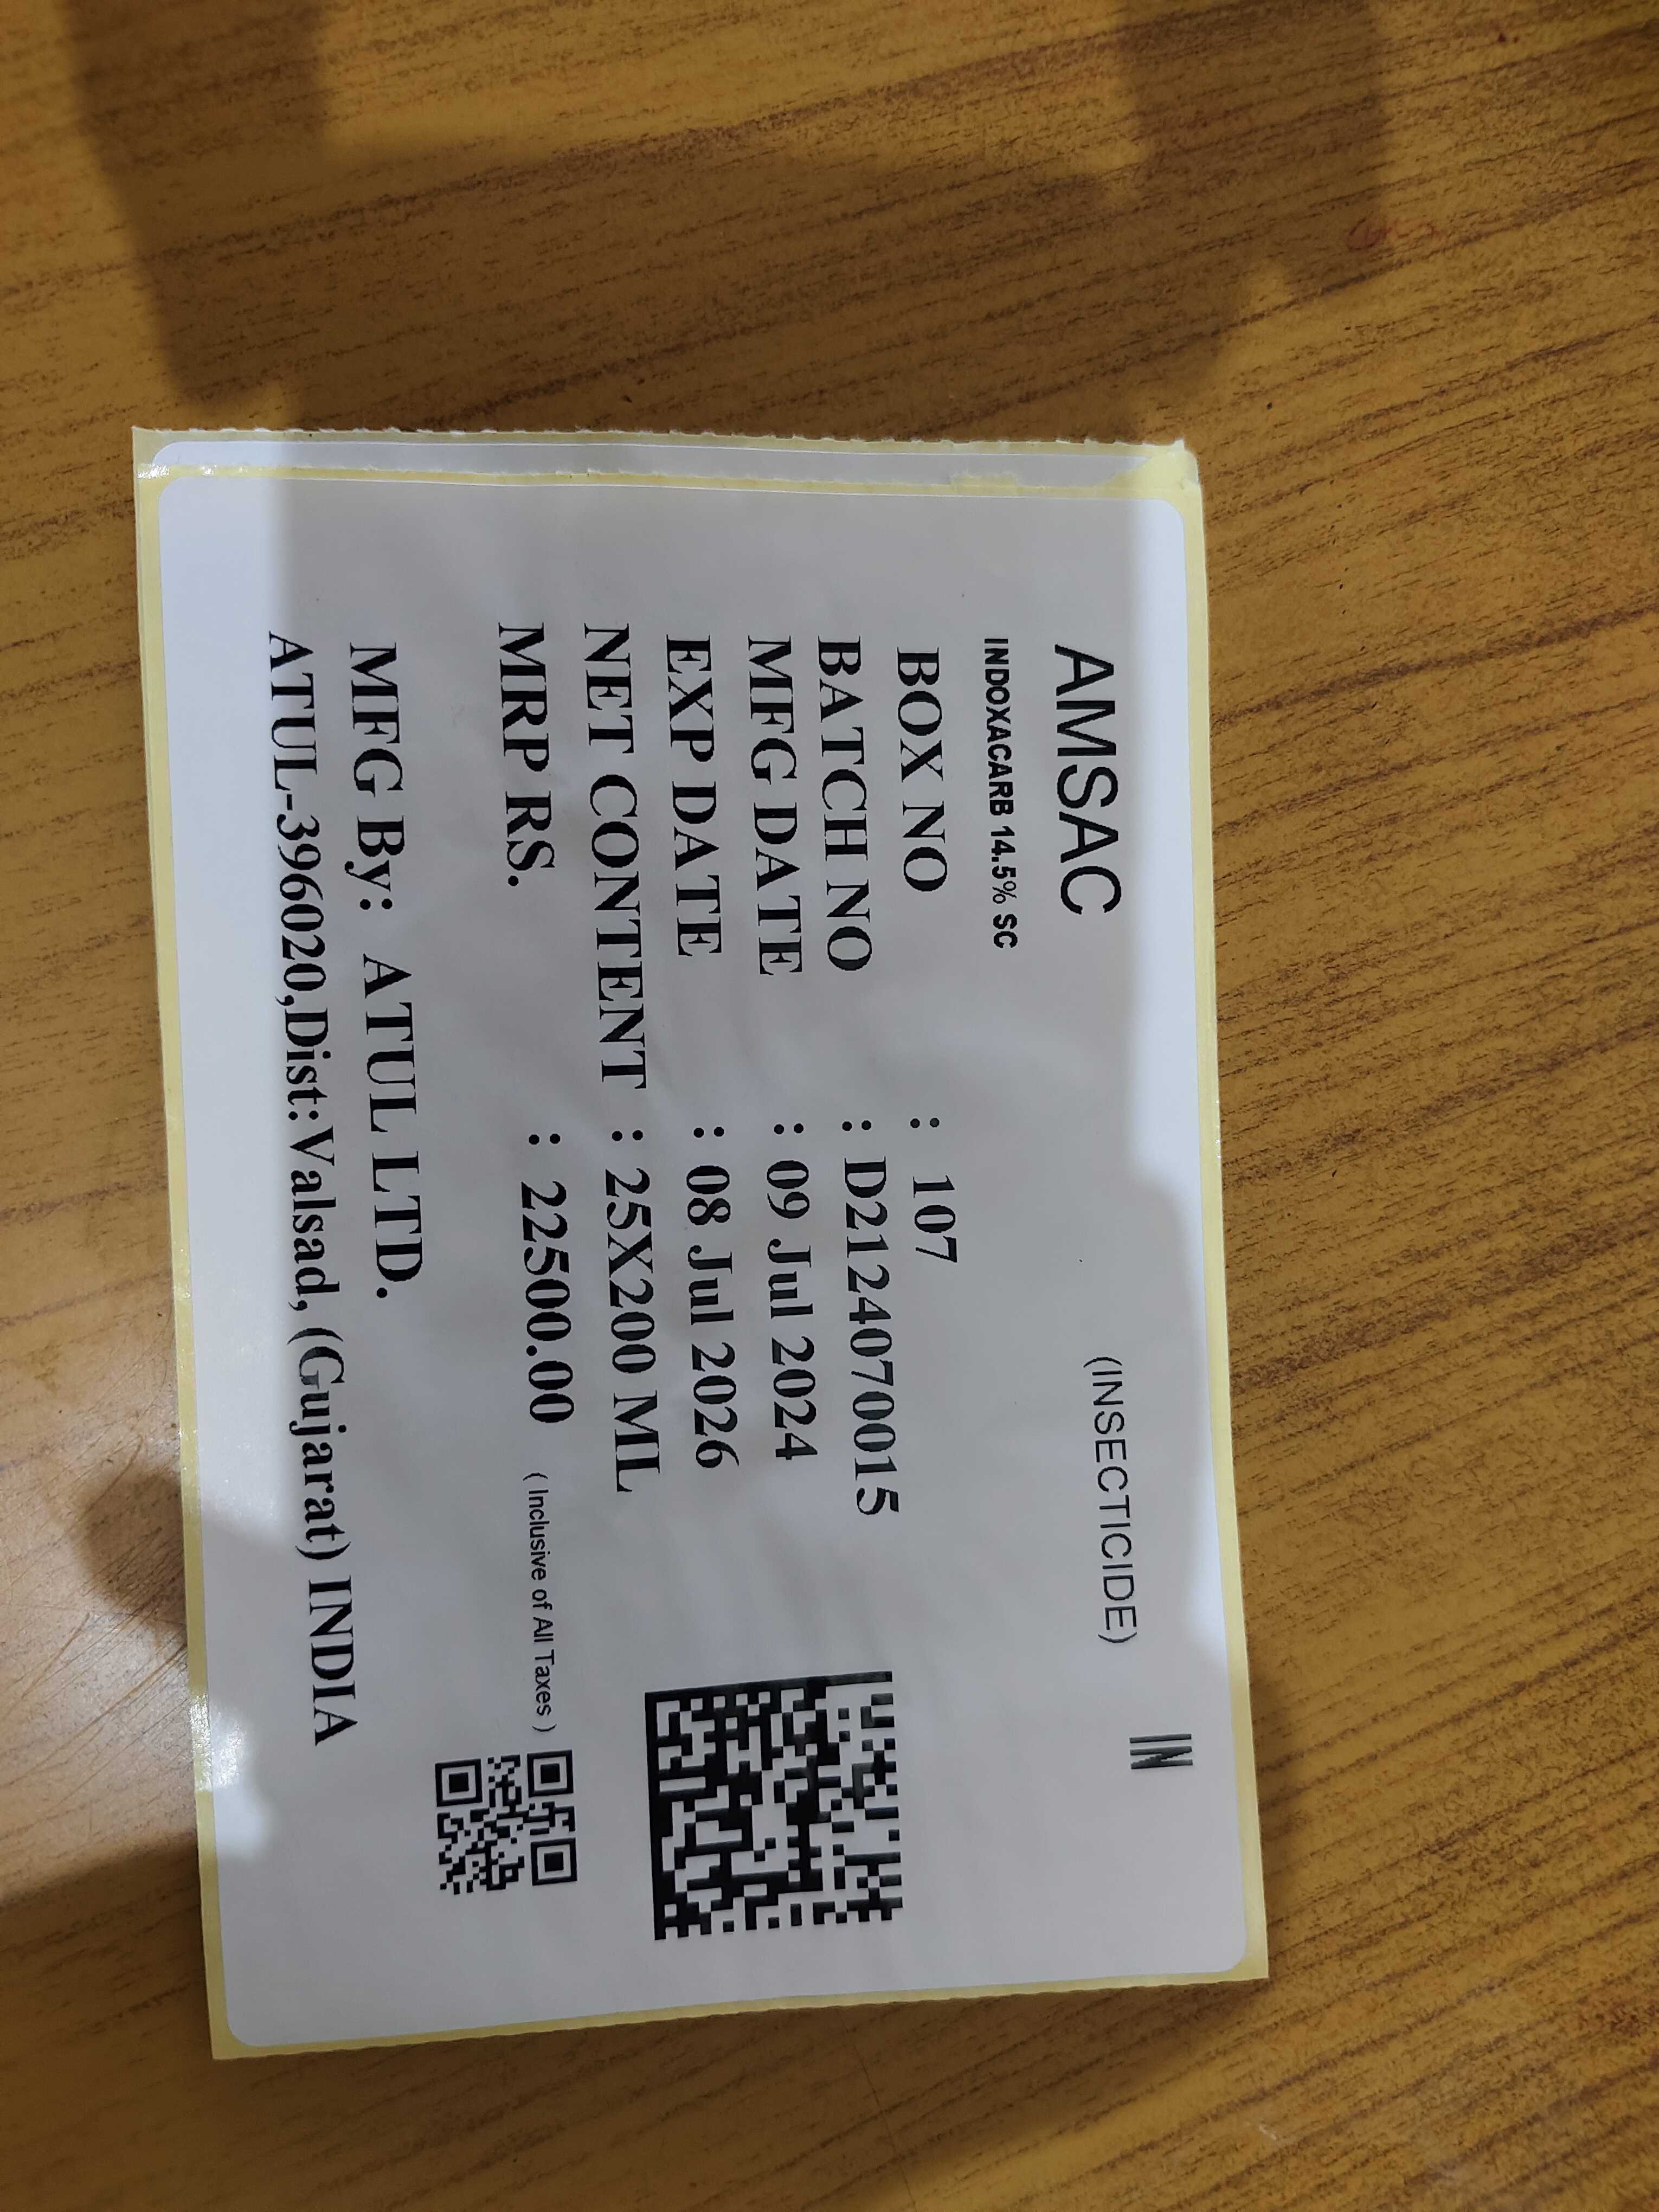 IN
AMSAC (INSECTICIDE)
INDOXACARB 14.5% SC
BOX NO : 107
BATCH NO : D2124070015
MFG DATE : 09 Jul 2024
EXP DATE : 08 Jul 2026
NET CONTENT : 25X200 ML
MRP RS. : 22500.00 ( Inclusive of All Taxes )
MFG By: ATUL LTD.
ATUL-396020,Dist:Valsad, (Gujarat) INDIA